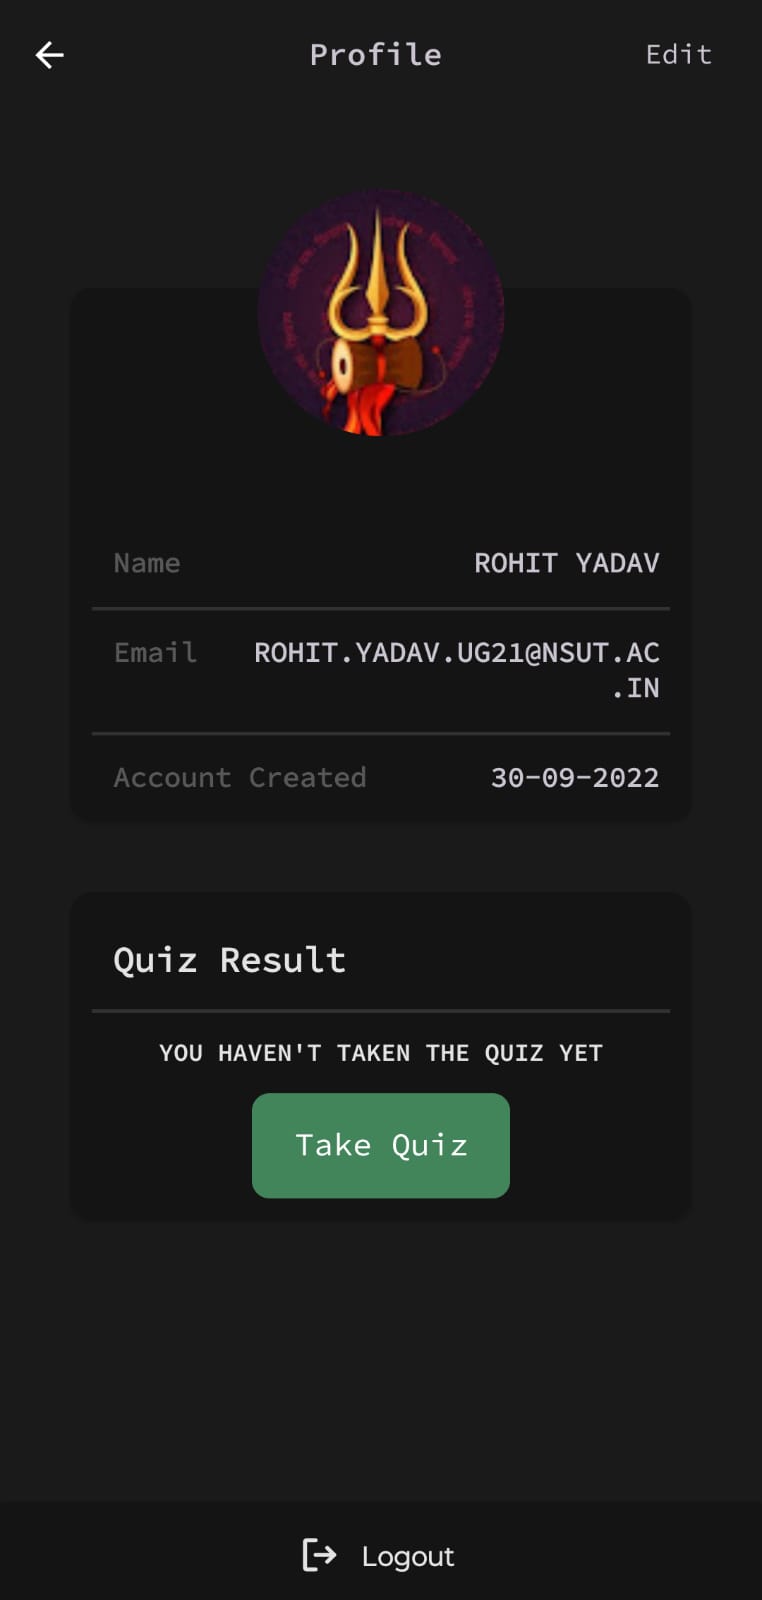 Profile
Edit
Name
ROHIT YADAV
Email
ROHIT.YADAV.UG21@NSUT.AC
.IN
Account Created
30-09-2022
Quiz Result
YOU HAVEN'T TAKEN THE QUIZ YET
Take Quiz
Logout